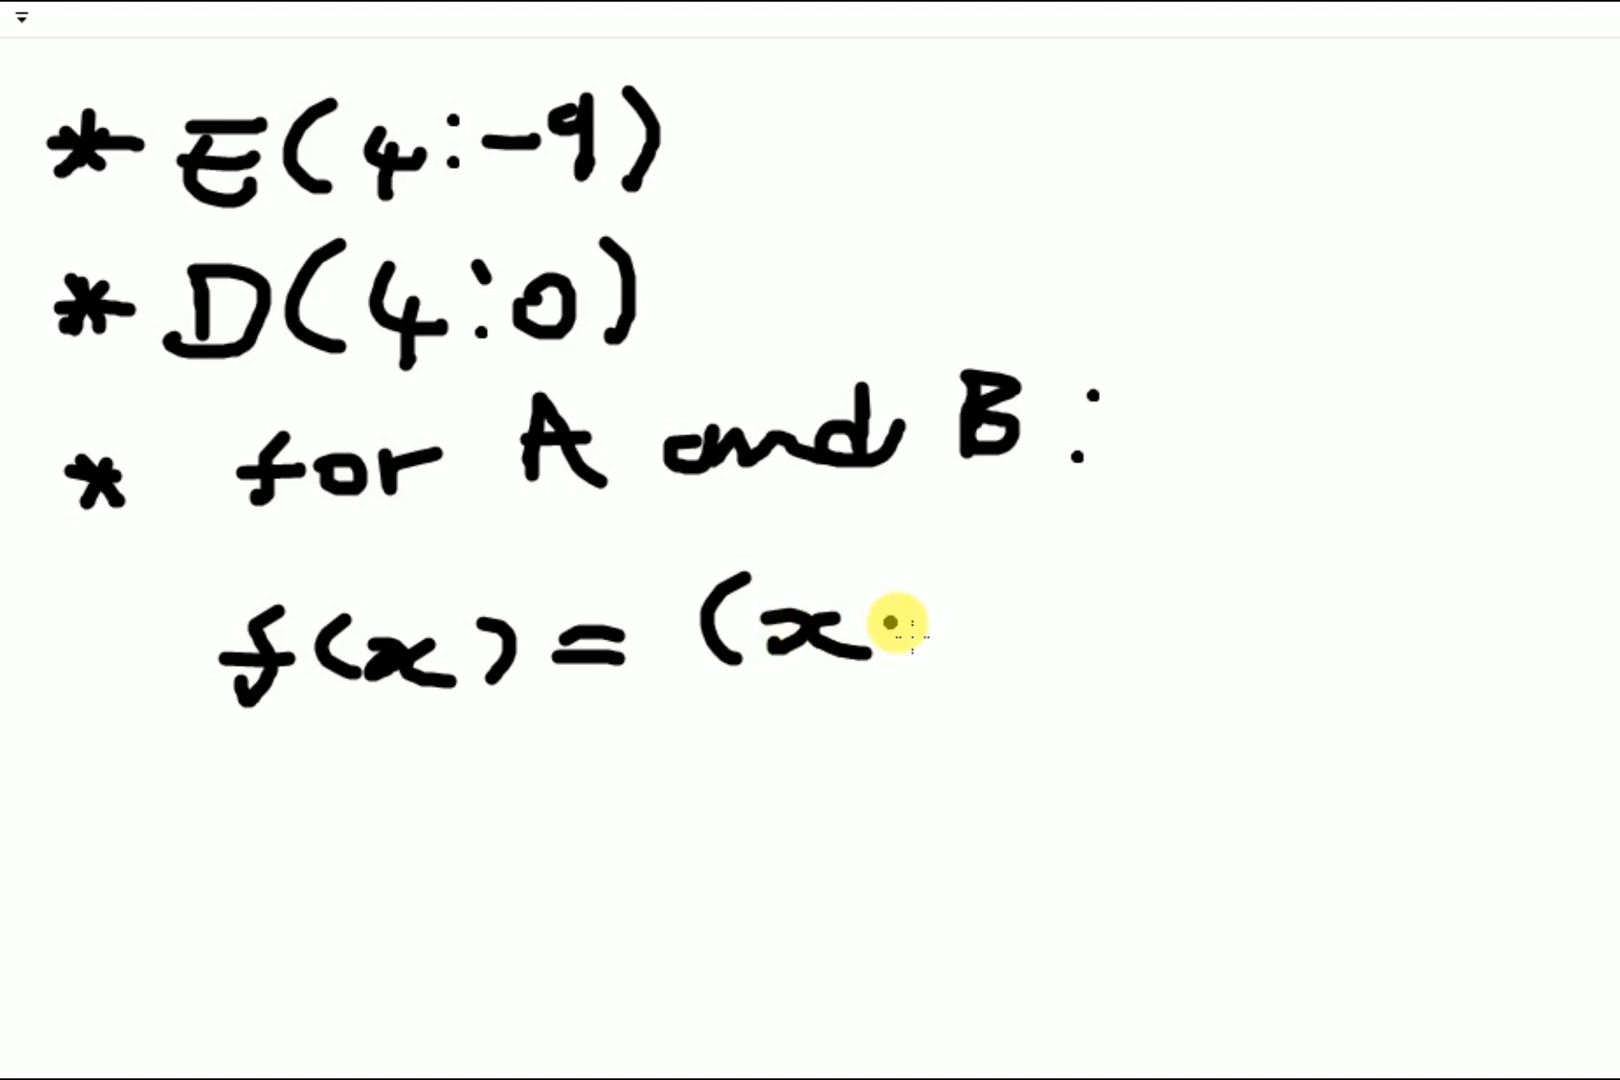 * E(4:-9)
* D(4:0)
* for A and B:
f(x) = (x